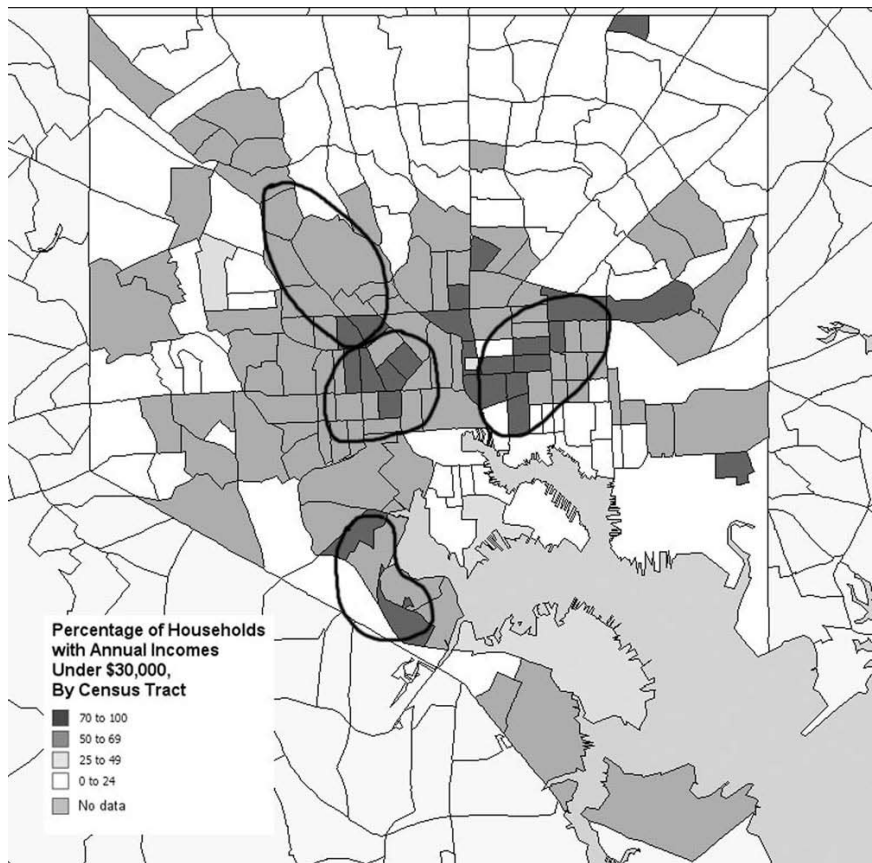 Percentage of Households
with Annual Incomes
Under $30,000,
By Census Tract
70 to 100
50 to 69
25 to 49
0 to 24
No data